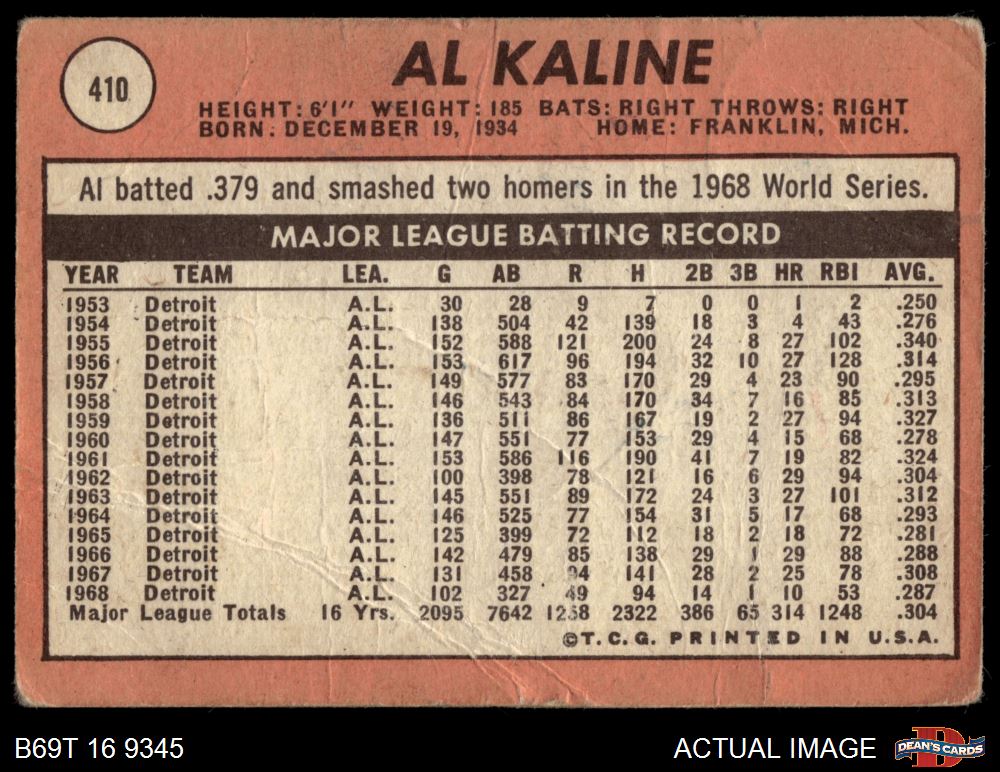 410
AL KALINE
HEIGHT: 6'1" WEIGHT: 185 BATS: RIGHT THROWS: RIGHT
BORN: DECEMBER 19, 1934 HOME: FRANKLIN, MICH.
Al batted .379 and smashed two homers in the 1968 World Series.
MAJOR LEAGUE BATTING RECORD
YEAR TEAM LEA. G AB R H 2B 3B HR RBI AVG.
1953 Detroit A.L. 30 28 9 7 0 0 1 2 .250
1954 Detroit A.L. 138 504 42 139 18 3 4 43 .276
1955 Detroit A.L. 152 588 121 200 24 8 27 102 .340
1956 Detroit A.L. 153 617 96 194 32 10 27 128 .314
1957 Detroit A.L. 149 577 83 170 29 4 23 90 .295
1958 Detroit A.L. 146 543 84 170 34 7 16 85 .313
1959 Detroit A.L. 136 511 86 167 19 2 27 94 .327
1960 Detroit A.L. 147 551 77 153 29 4 15 68 .278
1961 Detroit A.L. 153 586 116 190 41 7 19 82 .324
1962 Detroit A.L. 100 398 78 121 16 6 29 94 .304
1963 Detroit A.L. 145 551 89 172 24 3 27 101 .312
1964 Detroit A.L. 146 525 77 154 31 5 17 68 .293
1965 Detroit A.L. 125 399 72 112 18 2 18 72 .281
1966 Detroit A.L. 142 479 85 138 29 1 29 88 .288
1967 Detroit A.L. 131 458 94 141 28 2 25 78 .308
1968 Detroit A.L. 102 327 49 94 14 1 10 53 .287
Major League Totals 16 Yrs. 2095 7642 1258 2322 386 65 314 1248 .304
©T.C.G. PRINTED IN U.S.A.
B69T 16 9345 ACTUAL IMAGE DEAN'S CARDS